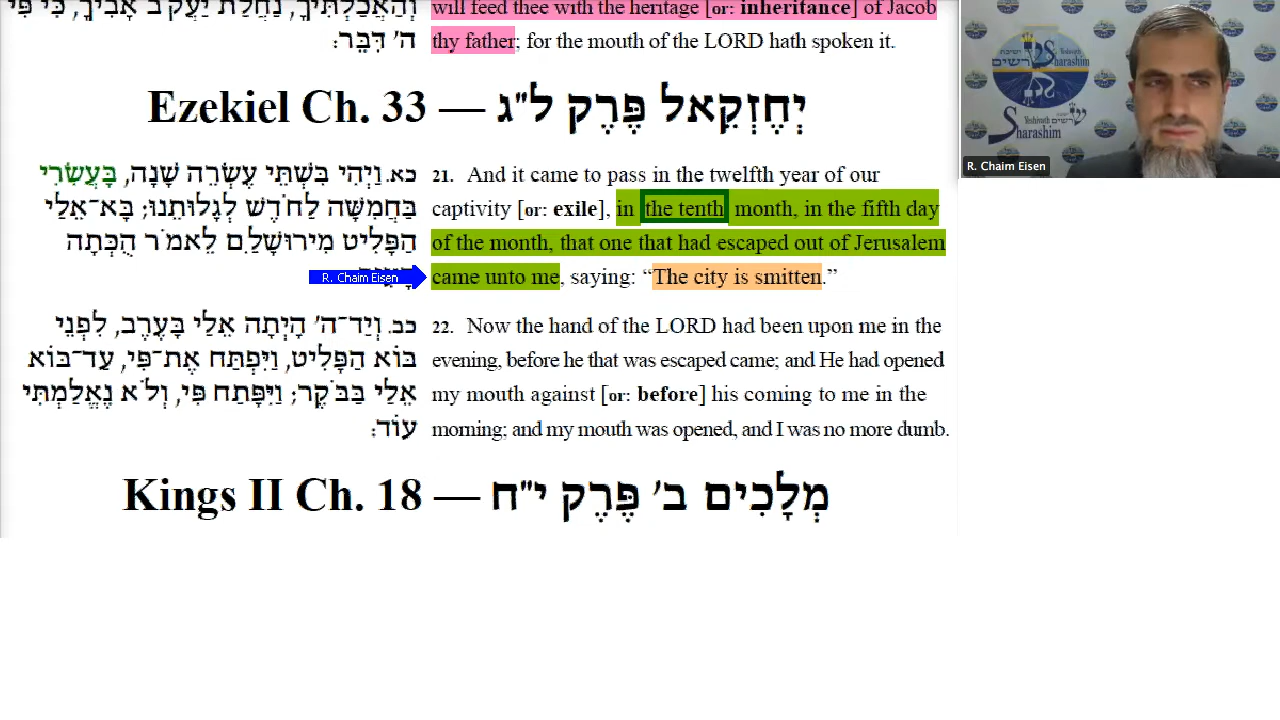 וְהַאֲכַלְתִּיךָ, נַחֲלַת יַעֲקֹב אָבִיךָ, כִּי פִּי
ה' דִּבֵּר:
will feed thee with the heritage [or: inheritance] of Jacob
thy father; for the mouth of the LORD hath spoken it.
Ezekiel Ch. 33 — יְחֶזְקֵאל פֶּרֶק ל"ג
כא. וַיְהִי בִּשְׁתֵּי עֶשְׂרֵה שָׁנָה, בָּעֲשִׂרִי
בַּחֲמִשָּׁה לַחֹדֶשׁ לְגָלוּתֵנוּ; בָּא־אֵלַי
הַפָּלִיט מִירוּשָׁלַ͏ִם לֵאמֹר הֻכְּתָה
21. And it came to pass in the twelfth year of our
captivity [or: exile], in the tenth month, in the fifth day
of the month, that one that had escaped out of Jerusalem
came unto me, saying: “The city is smitten.”
R. Chaim Eisen
כב. וְיַד־ה' הָיְתָה אֵלַי בָּעֶרֶב, לִפְנֵי
בּוֹא הַפָּלִיט, וַיִּפְתַּח אֶת־פִּי, עַד־בּוֹא
אֵלַי בַּבֹּקֶר; וַיִּפָּתַח פִּי, וְלֹא נֶאֱלַמְתִּי
עוֹד:
22. Now the hand of the LORD had been upon me in the
evening, before he that was escaped came; and He had opened
my mouth against [or: before] his coming to me in the
morning; and my mouth was opened, and I was no more dumb.
Kings II Ch. 18 — מְלָכִים ב' פֶּרֶק י"ח
ישיבת
Yeshivath
שרשים
Sharashim
Yeshivath
שרשים
Sharashim
R. Chaim Eisen